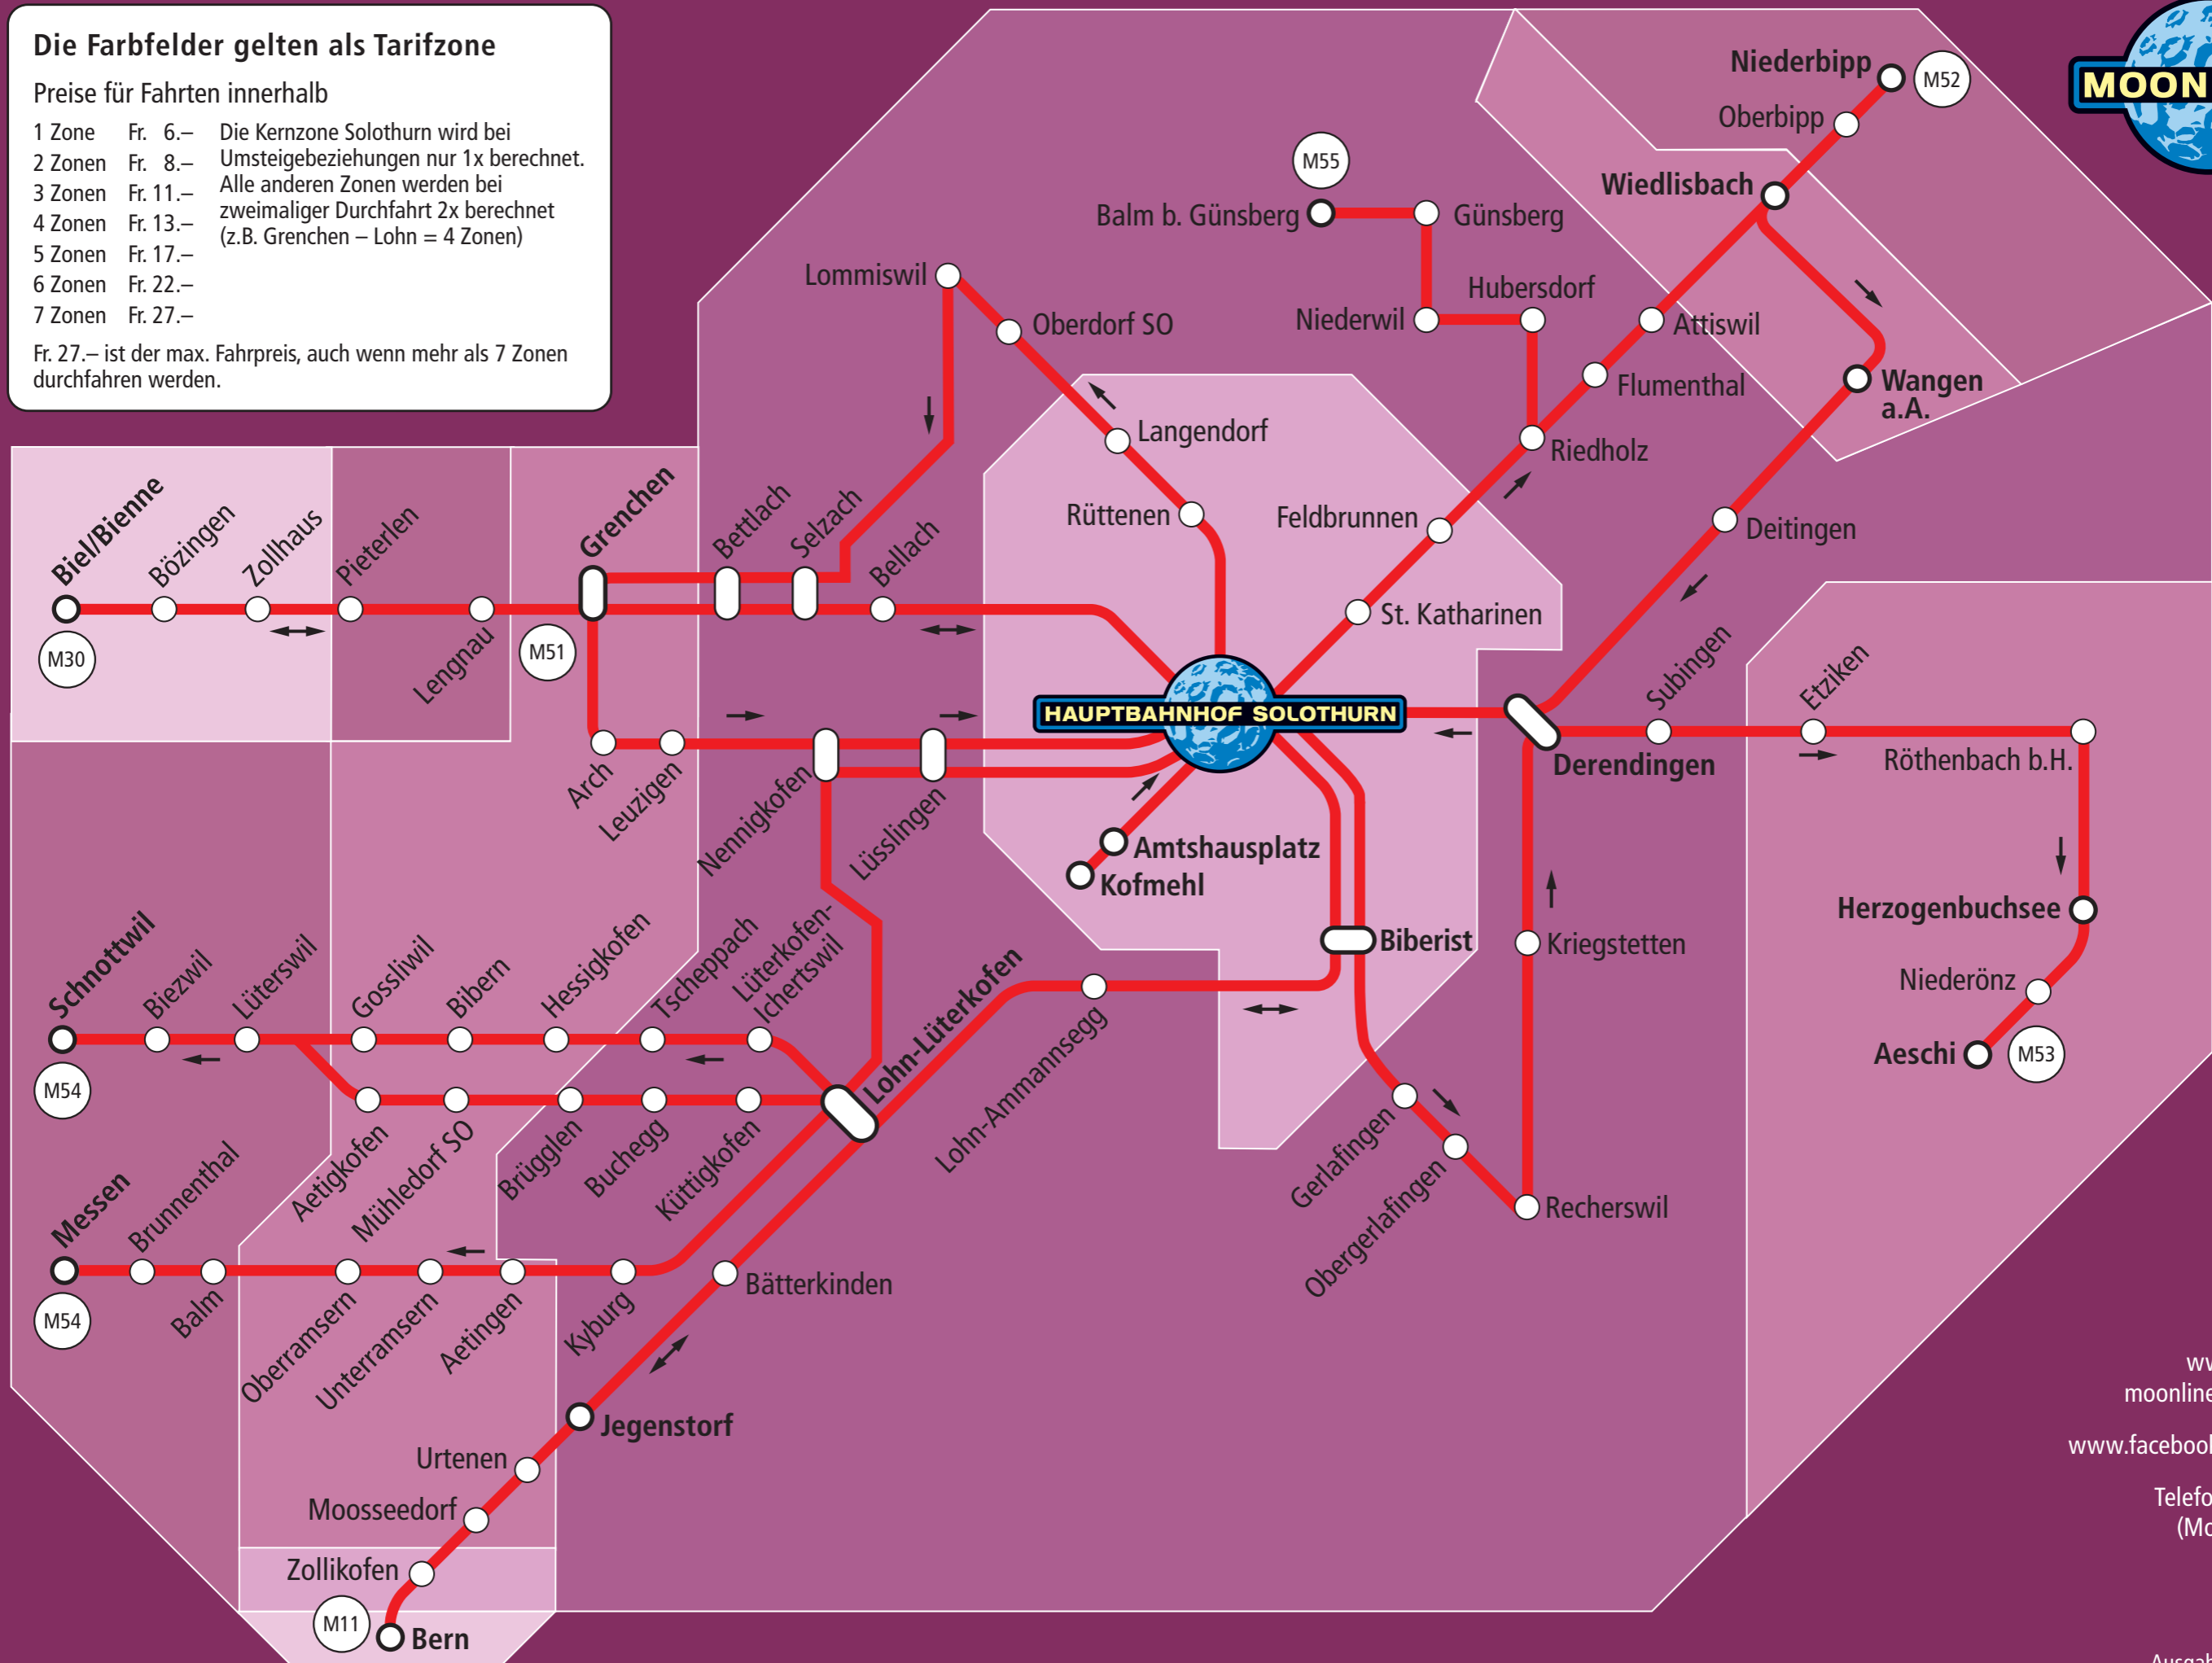 Die Farbfelder gelten als Tarifzone
Preise für Fahrten innerhalb
1 Zone Fr. 6.–
2 Zonen Fr. 8.–
3 Zonen Fr. 11.–
4 Zonen Fr. 13.–
5 Zonen Fr. 17.–
6 Zonen Fr. 22.–
7 Zonen Fr. 27.–
Die Kernzone Solothurn wird bei
Umsteigebeziehungen nur 1x berechnet.
Alle anderen Zonen werden bei
zweimaliger Durchfahrt 2x berechnet
(z.B. Grenchen – Lohn = 4 Zonen)
Fr. 27.– ist der max. Fahrpreis, auch wenn mehr als 7 Zonen
durchfahren werden.
MOON
Niederbipp
M52
Oberbipp
Wiedlisbach
M55
Balm b. Günsberg
Günsberg
Hubersdorf
Niederwil
Attiswil
Flumenthal
Wangen
a.A.
Riedholz
Lommiswil
Oberdorf SO
Langendorf
Rüttenen
Feldbrunnen
St. Katharinen
Deitingen
Biel/Bienne
Bözingen
Zollhaus
Pieterlen
Lengnau
Grenchen
Bettlach
Selzach
Bellach
M30
M51
HAUPTBAHNHOF SOLOTHURN
Subingen
Etziken
Derendingen
Röthenbach b.H.
Arch
Leuzigen
Nennigkofen
Lüsslingen
Amtshausplatz
Kofmehl
Biberist
Kriegstetten
Herzogenbuchsee
Niederönz
Aeschi
M53
Schnottwil
Biezwil
Lüterswil
Gossliwil
Bibern
Hessigkofen
Tscheppach
Lüterkofen-
Ichertswil
Lohn-Lüterkofen
Lohn-Ammannsegg
M54
Aetigkofen
Mühledorf SO
Brügglen
Buchegg
Küttigkofen
Gerlafingen
Obergerlafingen
Recherswil
Messen
Brunnenthal
Balm
Oberramsern
Unterramsern
Aetingen
Kyburg
Bätterkinden
M54
Jegenstorf
Urtenen
Moosseedorf
Zollikofen
M11
Bern
ww
moonline
www.facebook
Telefo
(Mo
Ausgab